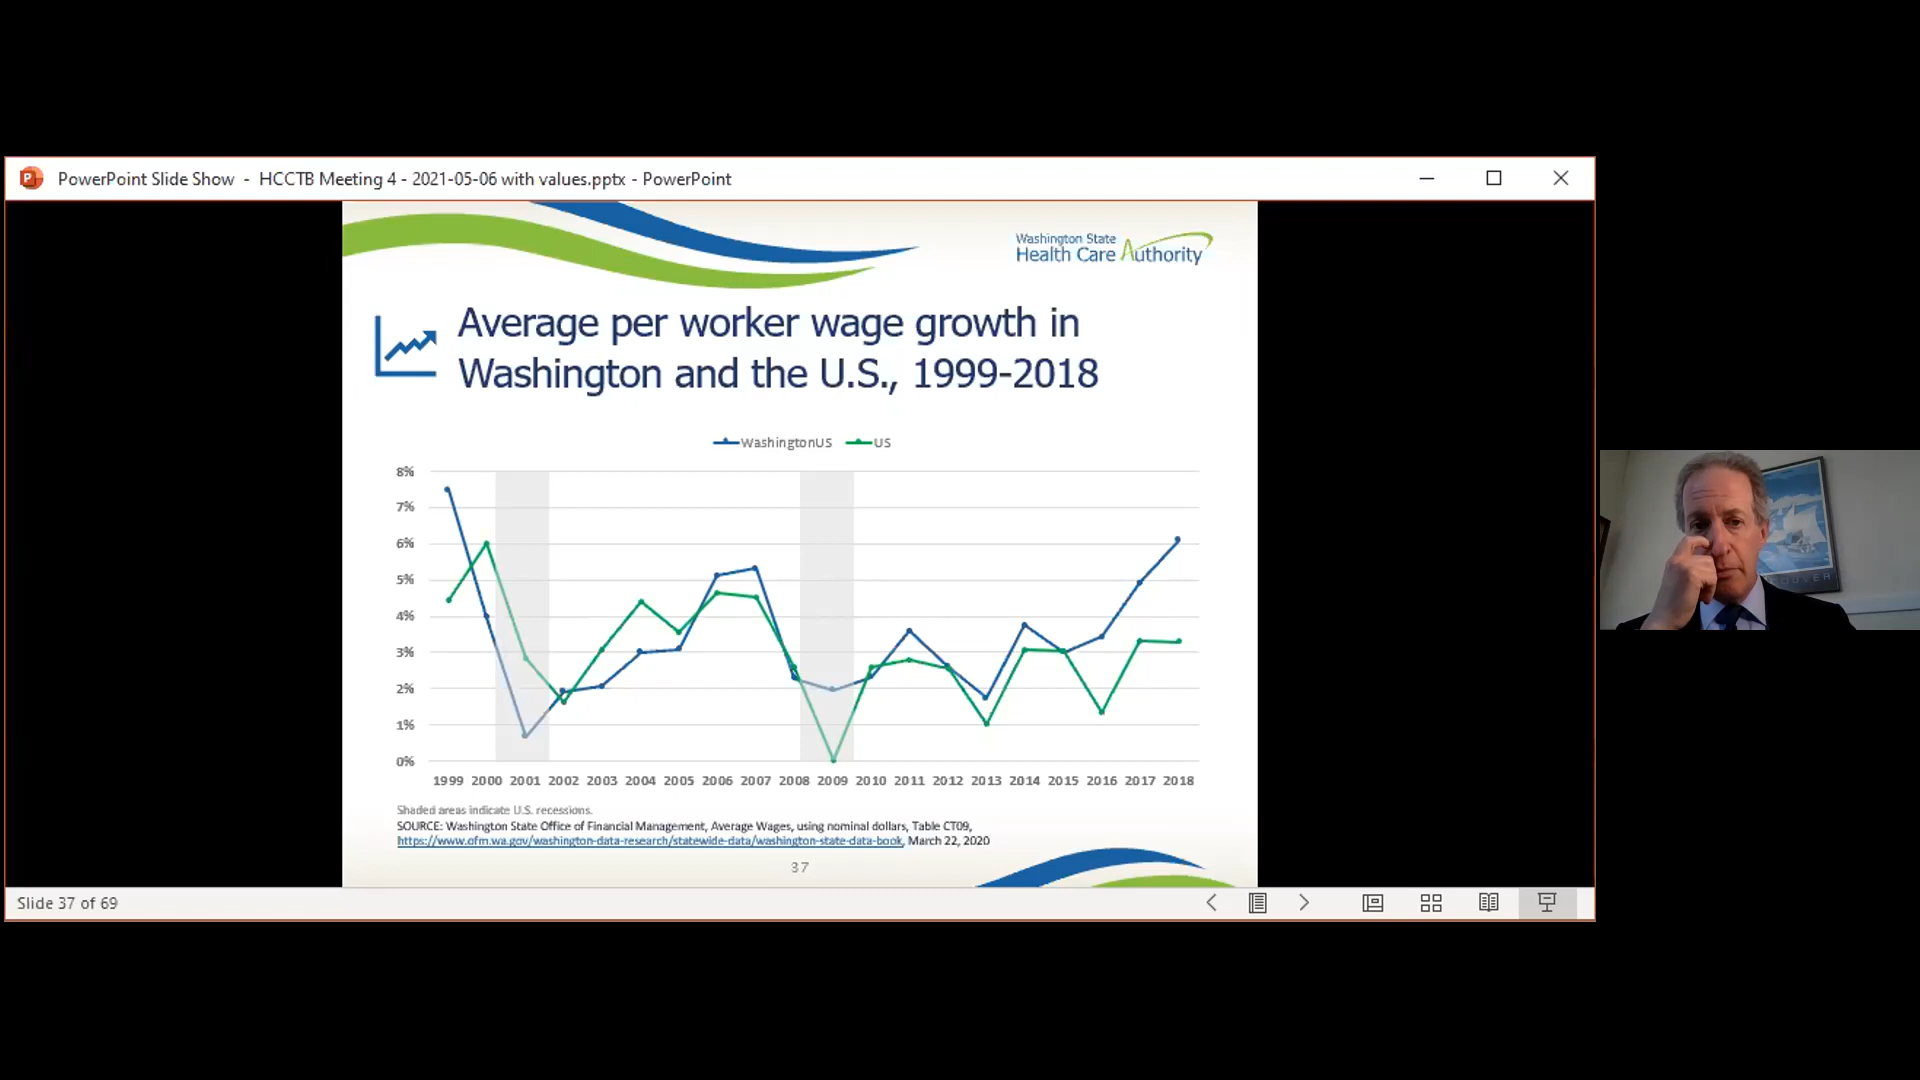 PowerPoint Slide Show - HCCTB Meeting 4 - 2021-05-06 with values.pptx - PowerPoint
Washington State
Health Care Authority
Average per worker wage growth in
Washington and the U.S., 1999-2018
WashingtonUS US
8%
7%
6%
5%
4%
3%
2%
1%
0%
1999 2000 2001 2002 2003 2004 2005 2006 2007 2008 2009 2010 2011 2012 2013 2014 2015 2016 2017 2018
Shaded areas indicate U.S. recessions.
SOURCE: Washington State Office of Financial Management, Average Wages, using nominal dollars, Table CT09,
https://www.ofm.wa.gov/washington-data-research/statewide-data/washington-state-data-book, March 22, 2020
37
Slide 37 of 69